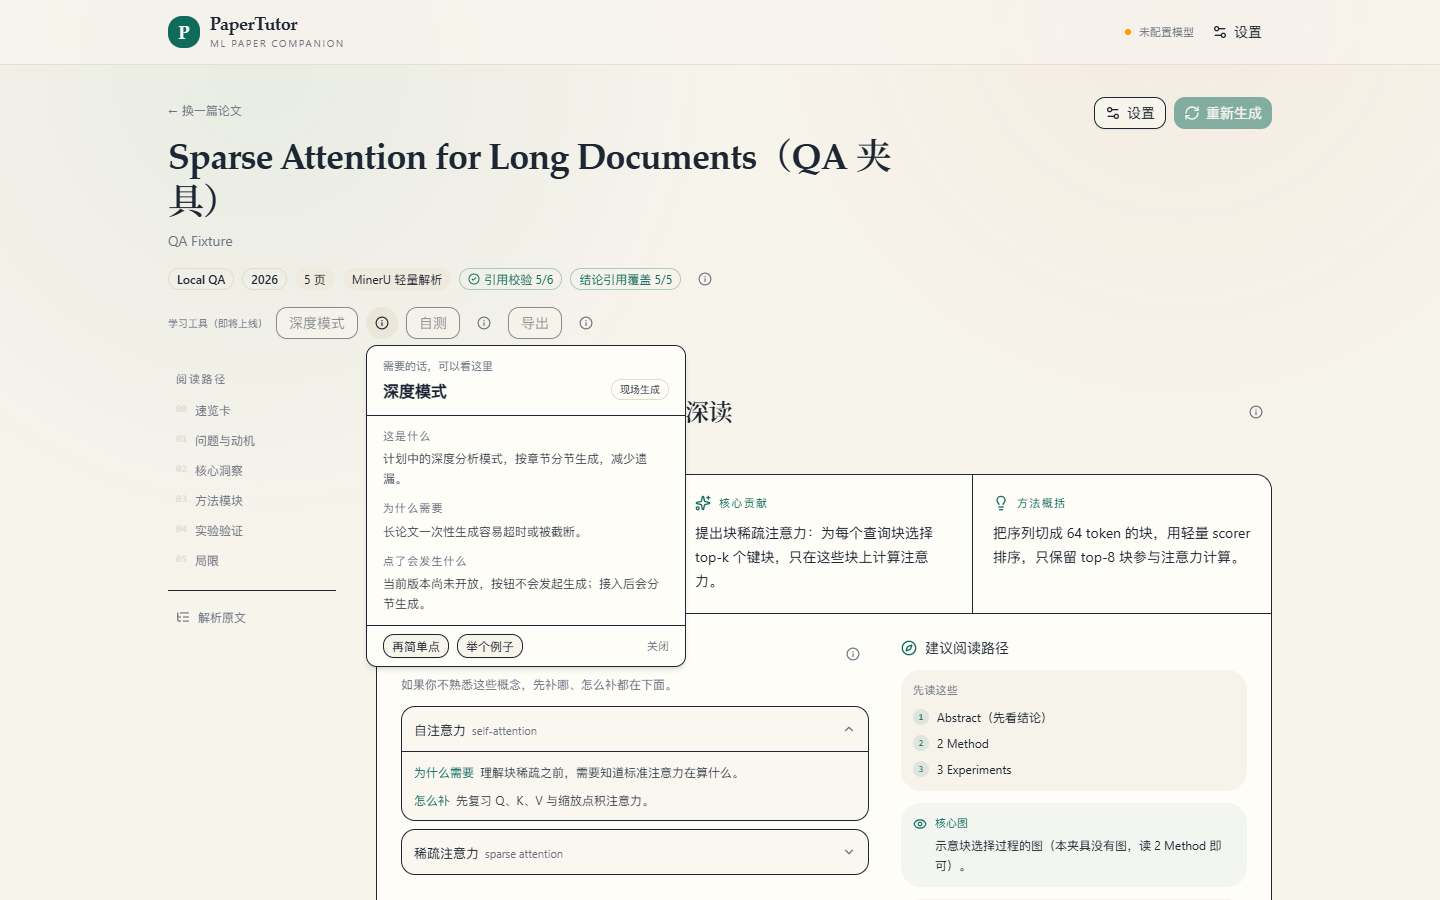 P
PaperTutor
ML PAPER COMPANION
未配置模型
设置
← 换一篇论文
设置
重新生成
Sparse Attention for Long Documents（QA 夹
具）
QA Fixture
Local QA
2026
5 页
MinerU 轻量解析
引用校验 5/6
结论引用覆盖 5/5
学习工具（即将上线）
深度模式
自测
导出
阅读路径
00 速览卡
01 问题与动机
02 核心洞察
03 方法模块
04 实验验证
05 局限
解析原文
需要的话，可以看这里
深度模式
现场生成
这是什么
计划中的深度分析模式，按章节分节生成，减少遗
漏。
为什么需要
长论文一次性生成容易超时或被截断。
点了会发生什么
当前版本尚未开放，按钮不会发起生成；接入后会分
节生成。
再简单点
举个例子
关闭
深读
核心贡献
提出块稀疏注意力：为每个查询块选择
top-k 个键块，只在这些块上计算注意
力。
方法概括
把序列切成 64 token 的块，用轻量 scorer
排序，只保留 top-8 块参与注意力计算。
如果你不熟悉这些概念，先补哪、怎么补都在下面。
自注意力 self-attention
为什么需要 理解块稀疏之前，需要知道标准注意力在算什么。
怎么补 先复习 Q、K、V 与缩放点积注意力。
稀疏注意力 sparse attention
建议阅读路径
先读这些
1 Abstract（先看结论）
2 2 Method
3 3 Experiments
核心图
示意块选择过程的图（本夹具没有图，读 2 Method 即
可）。